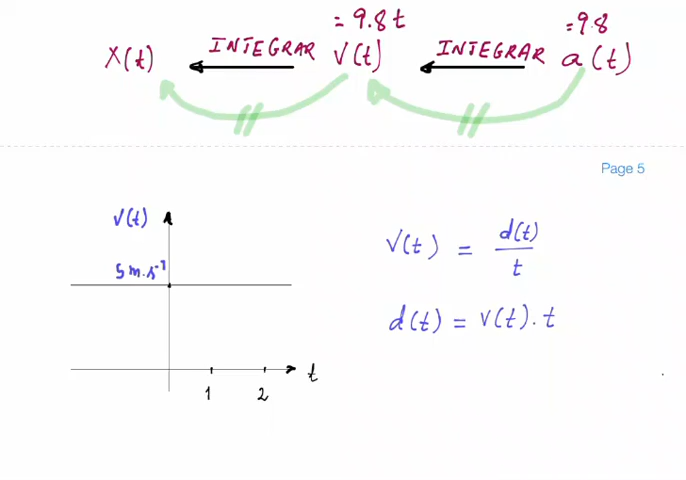 = 9.8 t
= 9.8
X(t) INTEGRAR V(t) INTEGRAR a(t)
Page 5
V(t)
5 m.s⁻¹
t
1 2
V(t) = d(t)/t
d(t) = V(t) . t